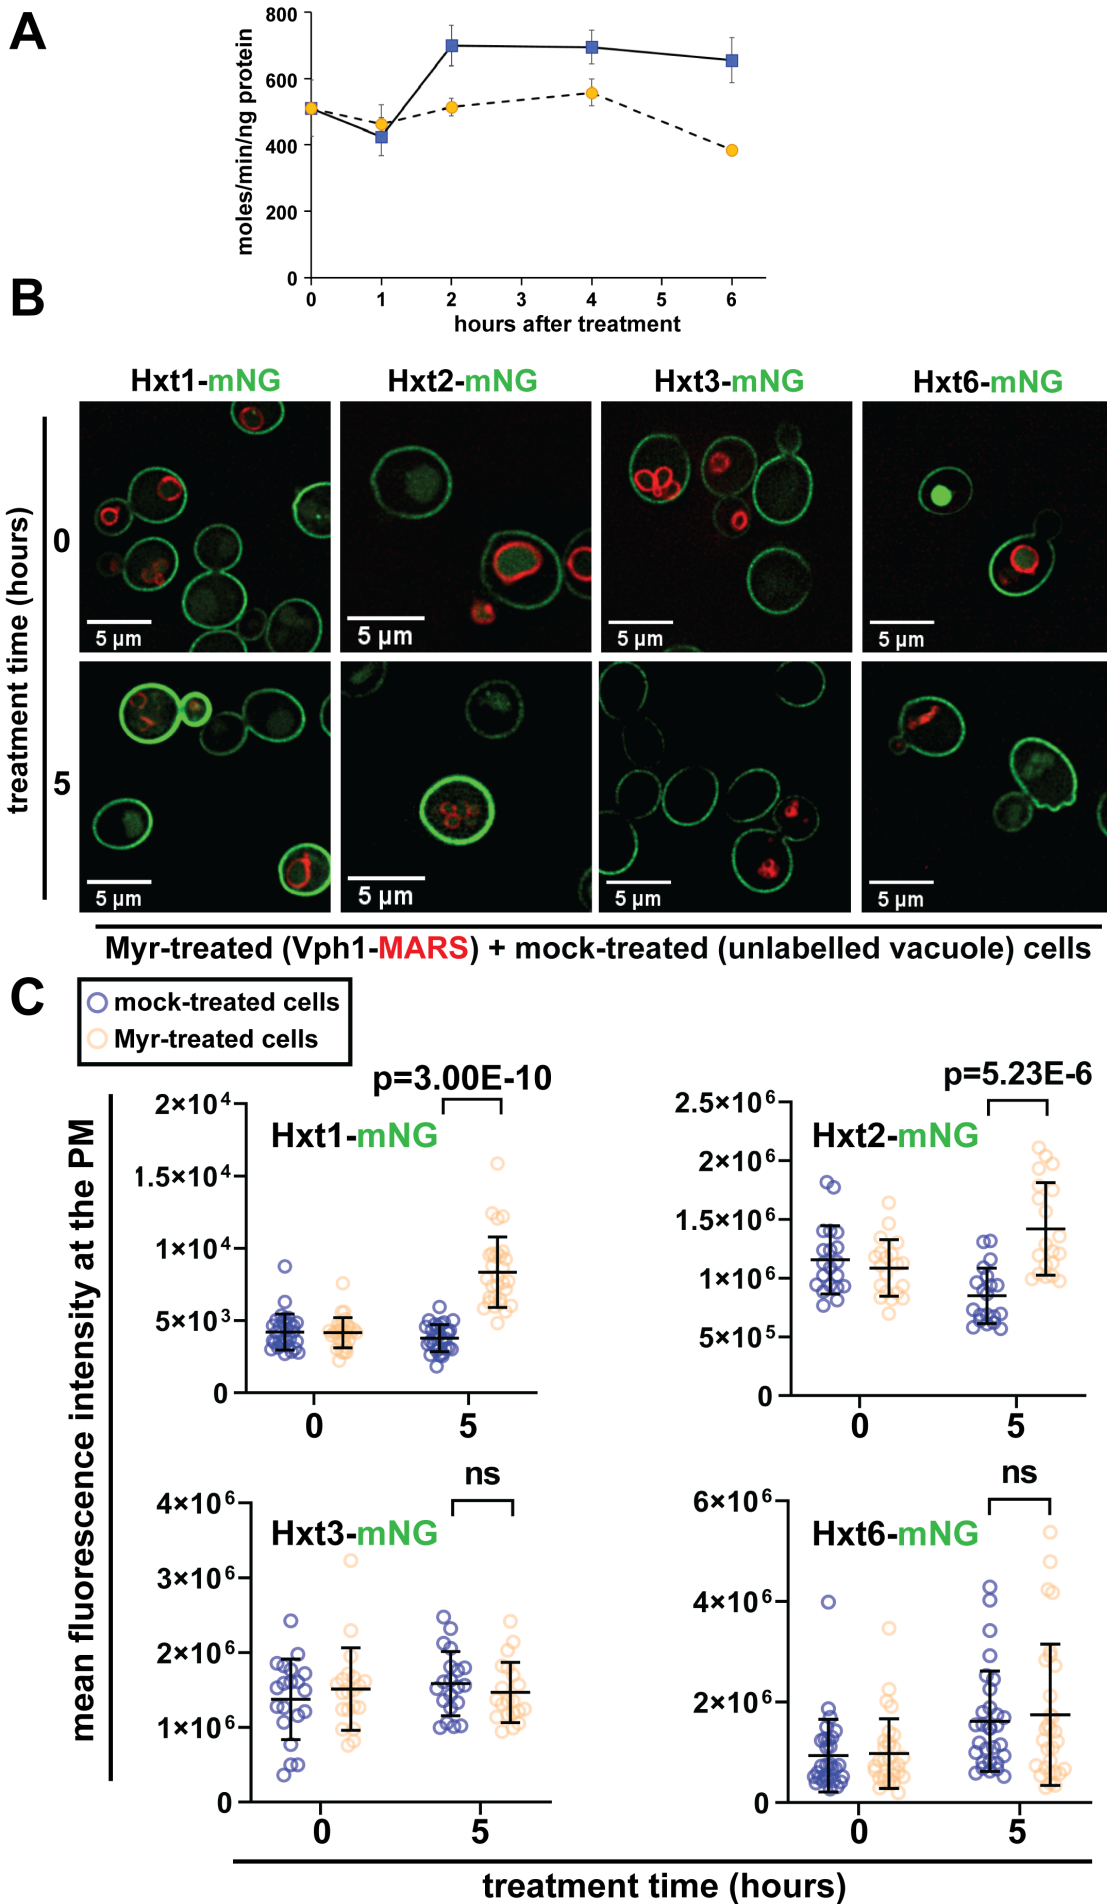 A
800
600
400
200
0
moles/min/ng protein
0 1 2 3 4 5 6
hours after treatment
B
Hxt1-mNG Hxt2-mNG Hxt3-mNG Hxt6-mNG
treatment time (hours)
0
5 µm 5 µm 5 µm 5 µm
5
5 µm 5 µm 5 µm 5 µm
Myr-treated (Vph1-MARS) + mock-treated (unlabelled vacuole) cells
C
mock-treated cells
Myr-treated cells
mean fluorescence intensity at the PM
p=3.00E-10
Hxt1-mNG
2×10⁴
1.5×10⁴
1×10⁴
5×10³
0
0 5
p=5.23E-6
Hxt2-mNG
2.5×10⁶
2×10⁶
1.5×10⁶
1×10⁶
5×10⁵
0
0 5
ns
Hxt3-mNG
4×10⁶
3×10⁶
2×10⁶
1×10⁶
0
0 5
ns
Hxt6-mNG
6×10⁶
4×10⁶
2×10⁶
0
0 5
treatment time (hours)